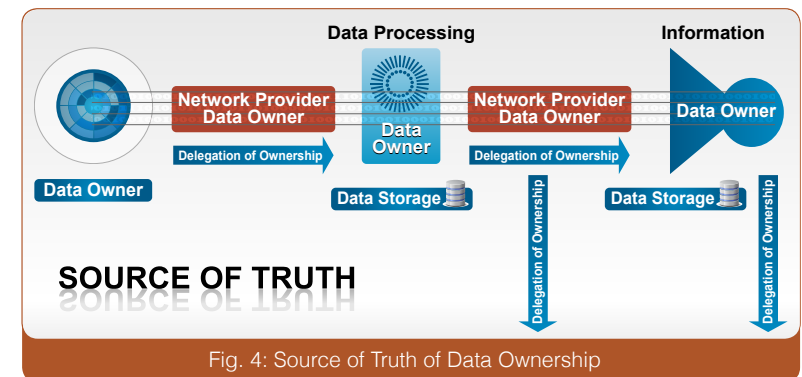 Data Processing
Information
Network Provider
Data Owner
Network Provider
Data Owner
Data
Owner
Data Owner
Delegation of Ownership
Delegation of Ownership
Data Owner
Data Storage
Data Storage
Delegation of Ownership
Delegation of Ownership
SOURCE OF TRUTH
Fig. 4: Source of Truth of Data Ownership